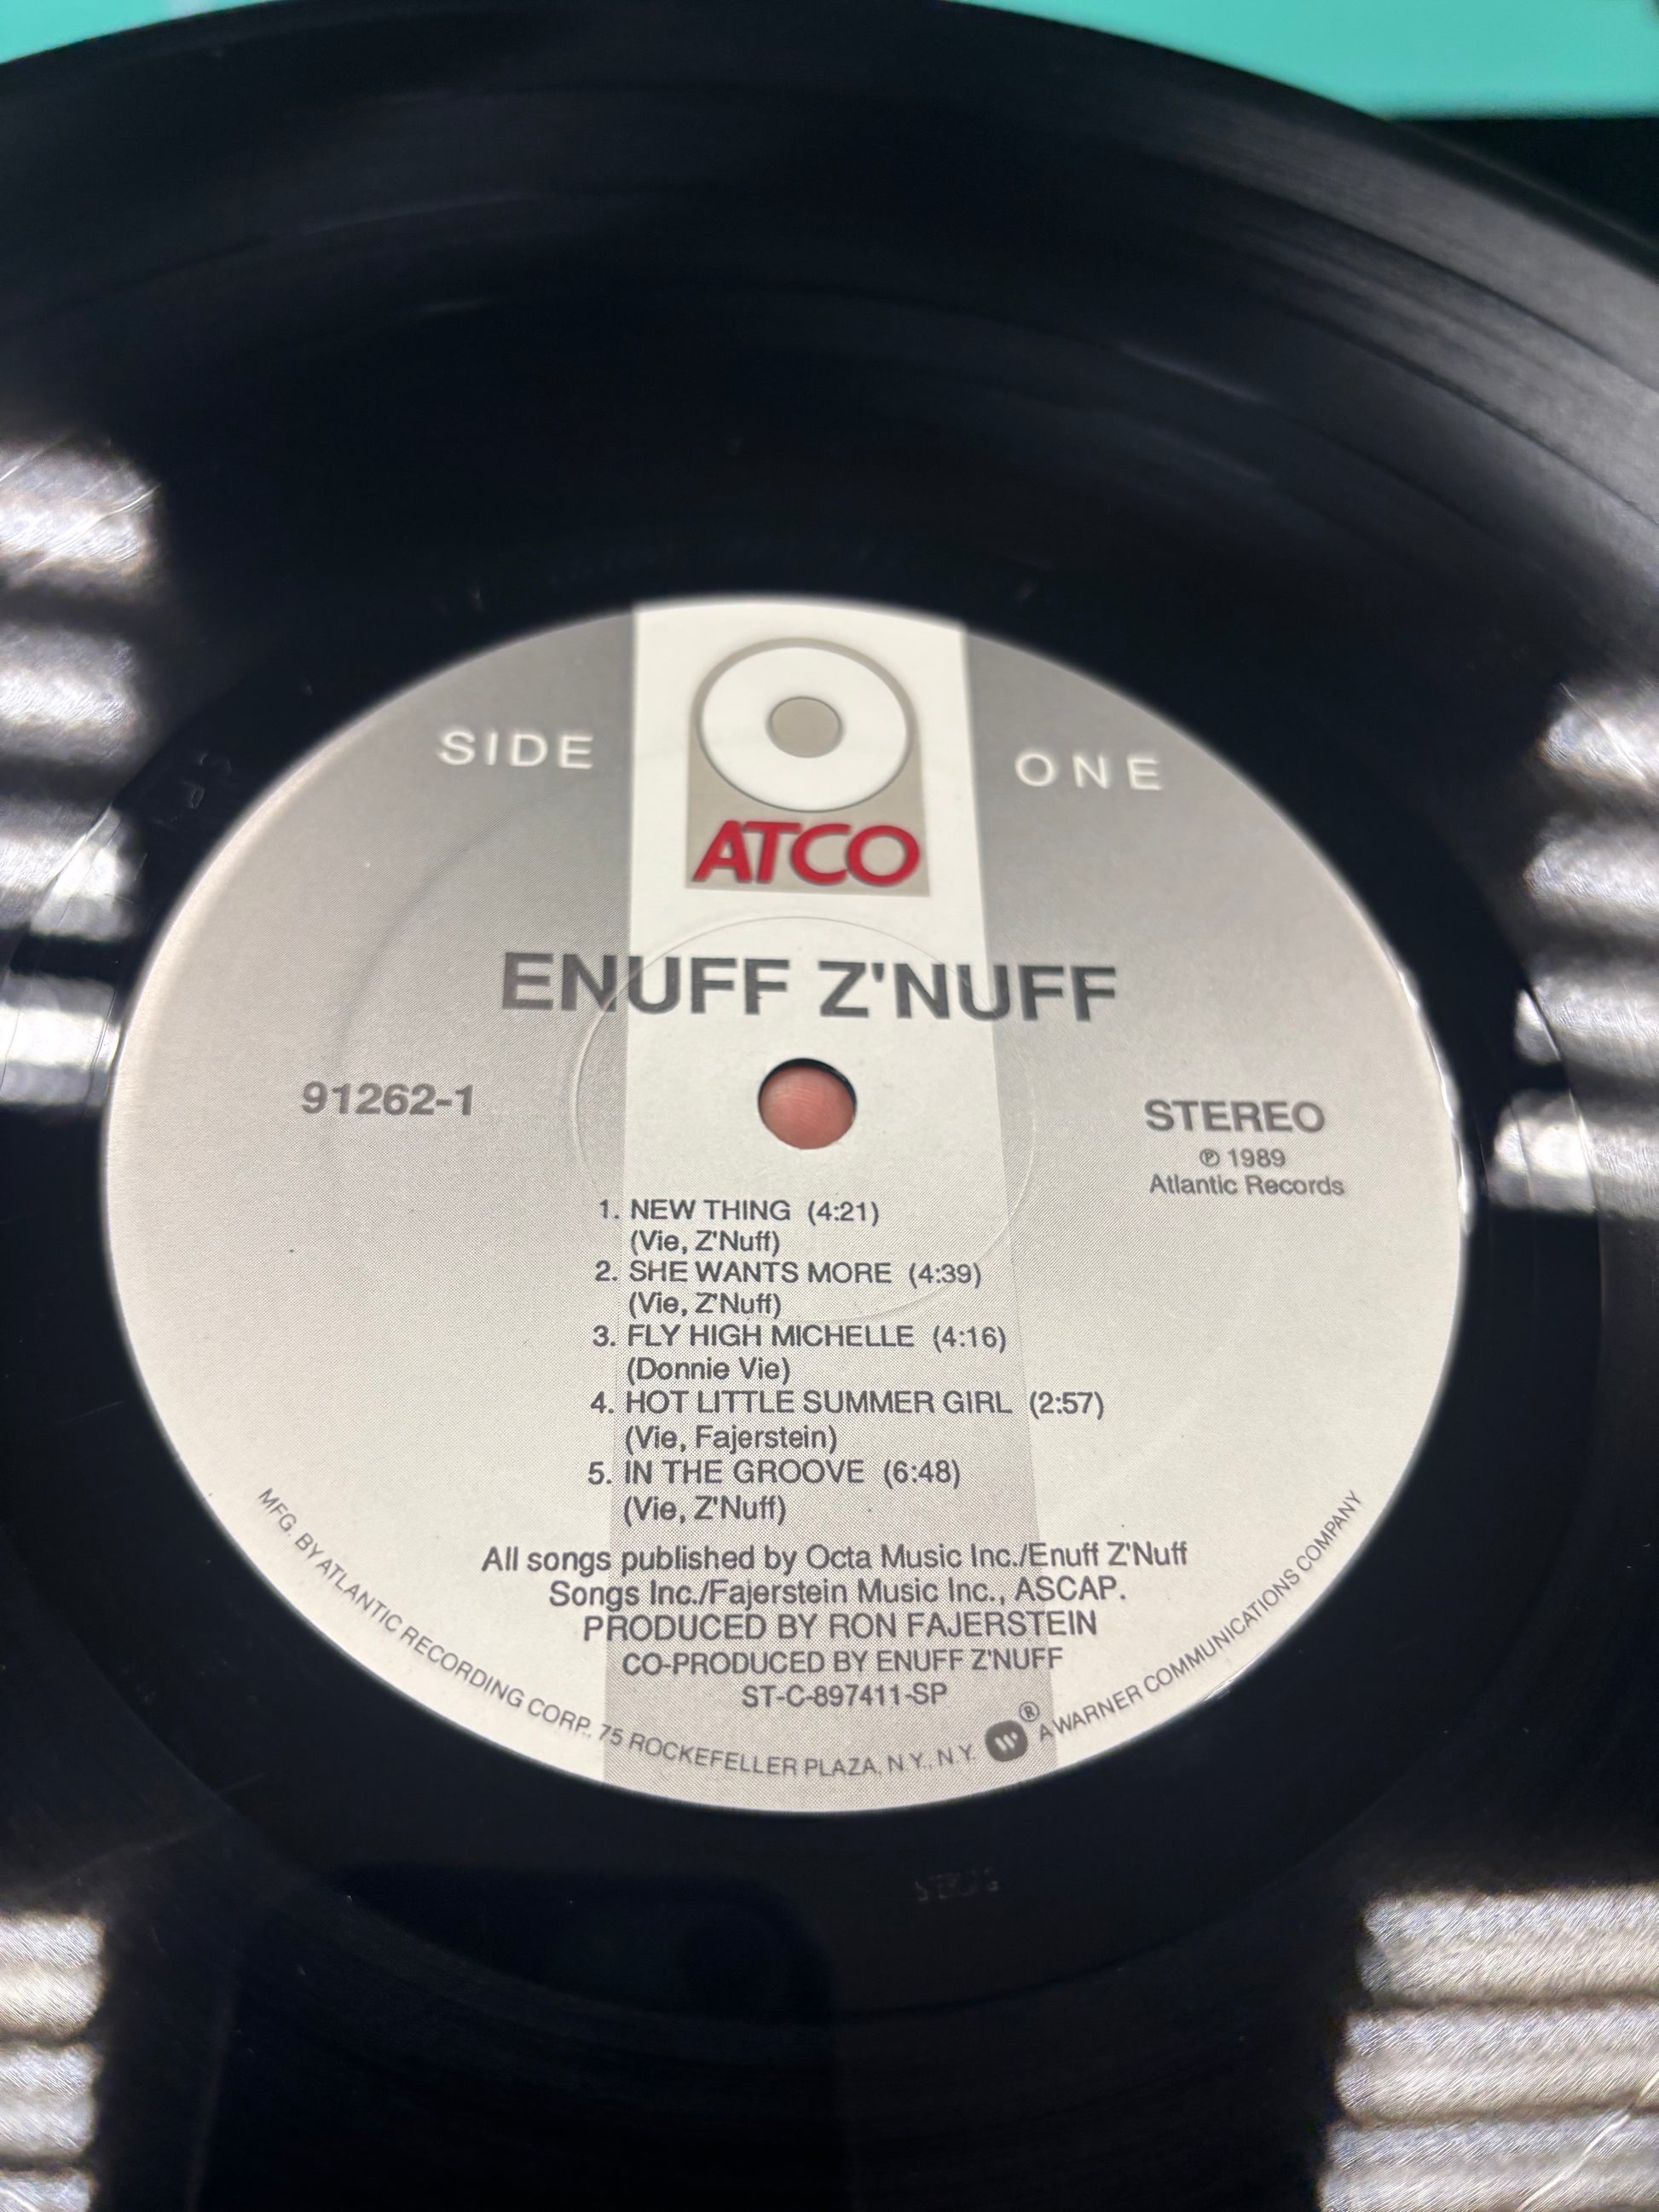 SIDE ONE
ATCO
ENUFF Z'NUFF
91262-1
STEREO
℗ 1989
Atlantic Records
1. NEW THING (4:21)
(Vie, Z'Nuff)
2. SHE WANTS MORE (4:39)
(Vie, Z'Nuff)
3. FLY HIGH MICHELLE (4:16)
(Donnie Vie)
4. HOT LITTLE SUMMER GIRL (2:57)
(Vie, Fajerstein)
5. IN THE GROOVE (6:48)
(Vie, Z'Nuff)
All songs published by Octa Music Inc./Enuff Z'Nuff
Songs Inc./Fajerstein Music Inc., ASCAP.
PRODUCED BY RON FAJERSTEIN
CO-PRODUCED BY ENUFF Z'NUFF
ST-C-897411-SP
MFG. BY ATLANTIC RECORDING CORP., 75 ROCKEFELLER PLAZA, N.Y., N.Y. ® A WARNER COMMUNICATIONS COMPANY